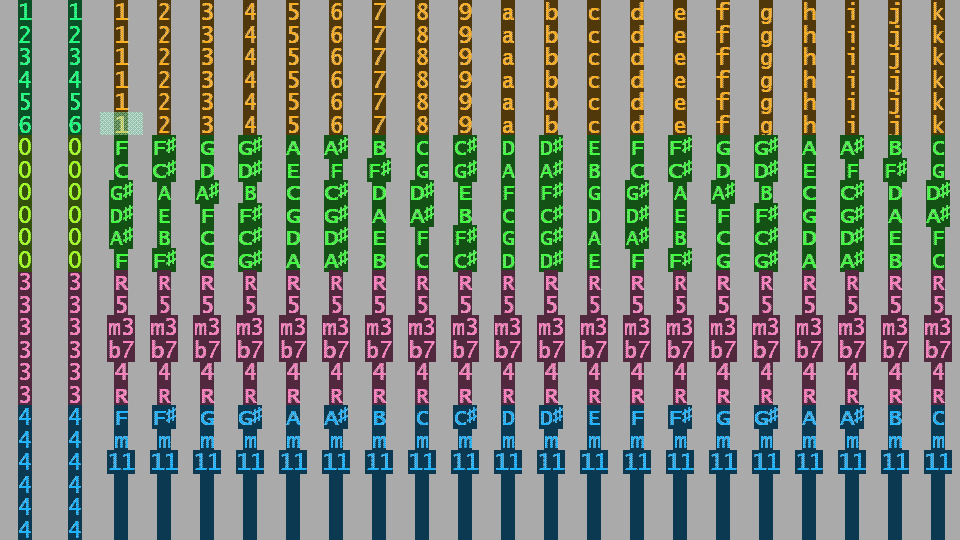 1 1 1 2 3 4 5 6 7 8 9 a b c d e f g h i j k
2 2 1 2 3 4 5 6 7 8 9 a b c d e f g h i j k
3 3 1 2 3 4 5 6 7 8 9 a b c d e f g h i j k
4 4 1 2 3 4 5 6 7 8 9 a b c d e f g h i j k
5 5 1 2 3 4 5 6 7 8 9 a b c d e f g h i j k
6 6 1 2 3 4 5 6 7 8 9 a b c d e f g h i j k
0 0 F F♯ G G♯ A A♯ B C C♯ D D♯ E F F♯ G G♯ A A♯ B C
0 0 C C♯ D D♯ E F F♯ G G♯ A A♯ B C C♯ D D♯ E F F♯ G
0 0 G♯ A A♯ B C C♯ D D♯ E F F♯ G G♯ A A♯ B C C♯ D D♯
0 0 D♯ E F F♯ G G♯ A A♯ B C C♯ D D♯ E F F♯ G G♯ A A♯
0 0 A♯ B C C♯ D D♯ E F F♯ G G♯ A A♯ B C C♯ D D♯ E F
0 0 F F♯ G G♯ A A♯ B C C♯ D D♯ E F F♯ G G♯ A A♯ B C
3 3 R R R R R R R R R R R R R R R R R R R R
3 3 5 5 5 5 5 5 5 5 5 5 5 5 5 5 5 5 5 5 5 5
3 3 m3 m3 m3 m3 m3 m3 m3 m3 m3 m3 m3 m3 m3 m3 m3 m3 m3 m3 m3 m3
3 3 b7 b7 b7 b7 b7 b7 b7 b7 b7 b7 b7 b7 b7 b7 b7 b7 b7 b7 b7 b7
3 3 4 4 4 4 4 4 4 4 4 4 4 4 4 4 4 4 4 4 4 4
3 3 R R R R R R R R R R R R R R R R R R R R
4 4 F F♯ G G♯ A A♯ B C C♯ D D♯ E F F♯ G G♯ A A♯ B C
4 4 m m m m m m m m m m m m m m m m m m m m
4 4 11 11 11 11 11 11 11 11 11 11 11 11 11 11 11 11 11 11 11 11
4 4
4 4
4 4